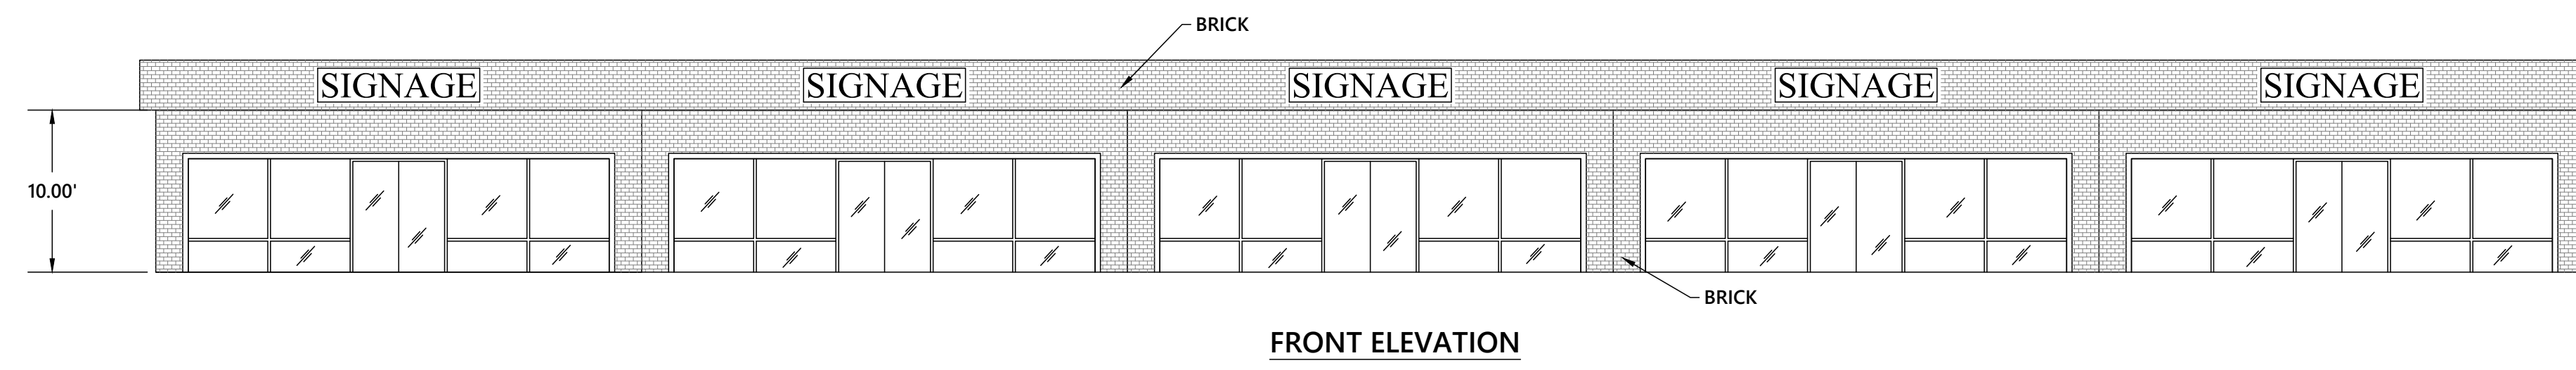 BRICK
SIGNAGE SIGNAGE SIGNAGE SIGNAGE SIGNAGE
10.00'
BRICK
FRONT ELEVATION